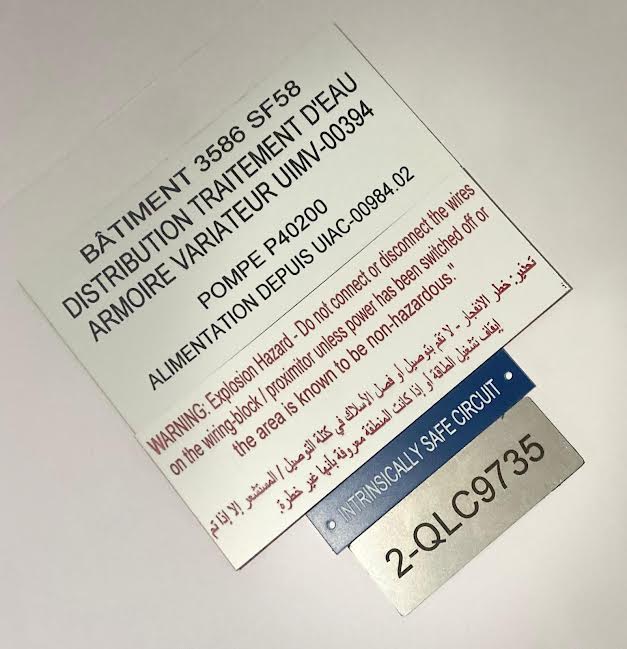 BÂTIMENT 3586 SF58
DISTRIBUTION TRAITEMENT D'EAU
ARMOIRE VARIATEUR UIMV-00394
POMPE P40200
ALIMENTATION DEPUIS UIAC-00984.02
WARNING: Explosion Hazard - Do not connect or disconnect the wires
on the wiring-block / proximitor unless power has been switched off or
the area is known to be non-hazardous."
تحذير: خطر الانفجار - لا تقم بتوصيل أو فصل الأسلاك في كتلة التوصيل / المستشعر إلا إذا تم
إيقاف تشغيل الطاقة أو إذا كانت المنطقة معروفة بأنها غير خطرة.
INTRINSICALLY SAFE CIRCUIT
2-QLC9735